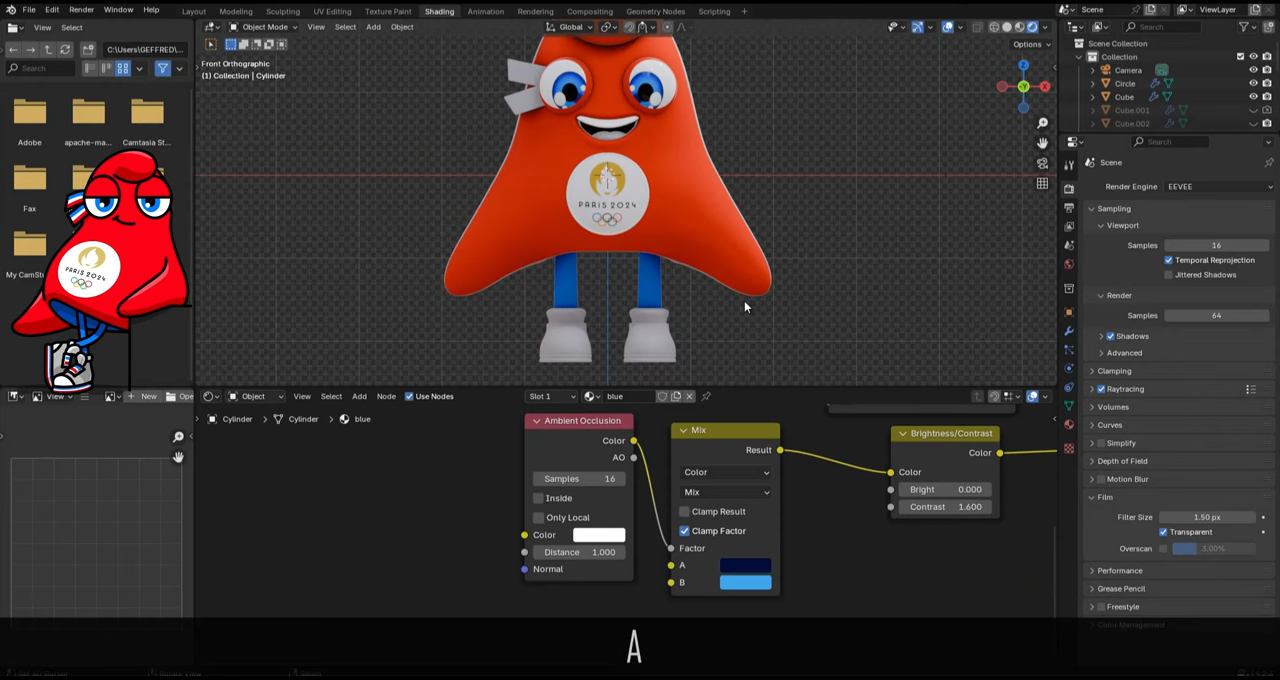 File Edit Render Window Help Layout Modeling Sculpting UV Editing Texture Paint Shading Animation Rendering Compositing Geometry Nodes Scripting Scene ViewLayer
View Select Object Mode View Select Add Object Global Search
C:\Users\GEFFRED\... Options Scene Collection
Search Front Orthographic Collection
(1) Collection | Cylinder Camera
Circle
Cube
Cube.001
Cube.002
Adobe apache-ma... Camtasia St...
Search
Scene
Fax
Render Engine EEVEE
Sampling
Viewport
PARIS 2024
Samples 16
My CamSt
Temporal Reprojection
PARIS 2024
Jittered Shadows
Render
Samples 64
Shadows
Advanced
Clamping
Raytracing
View New Ope Object View Select Add Node Use Nodes Slot 1 blue
Volumes
Cylinder Cylinder blue
Curves
Simplify
Depth of Field
Motion Blur
Film
Filter Size 1.50 px
Transparent
Overscan 3.00%
Performance
Grease Pencil
Freestyle
Color Management
Ambient Occlusion
Color
AO
Samples 16
Inside
Only Local
Color
Distance 1.000
Normal
Mix
Result
Color
Mix
Clamp Result
Clamp Factor
Factor
A
B
Brightness/Contrast
Color
Color
Bright 0.000
Contrast 1.600
A